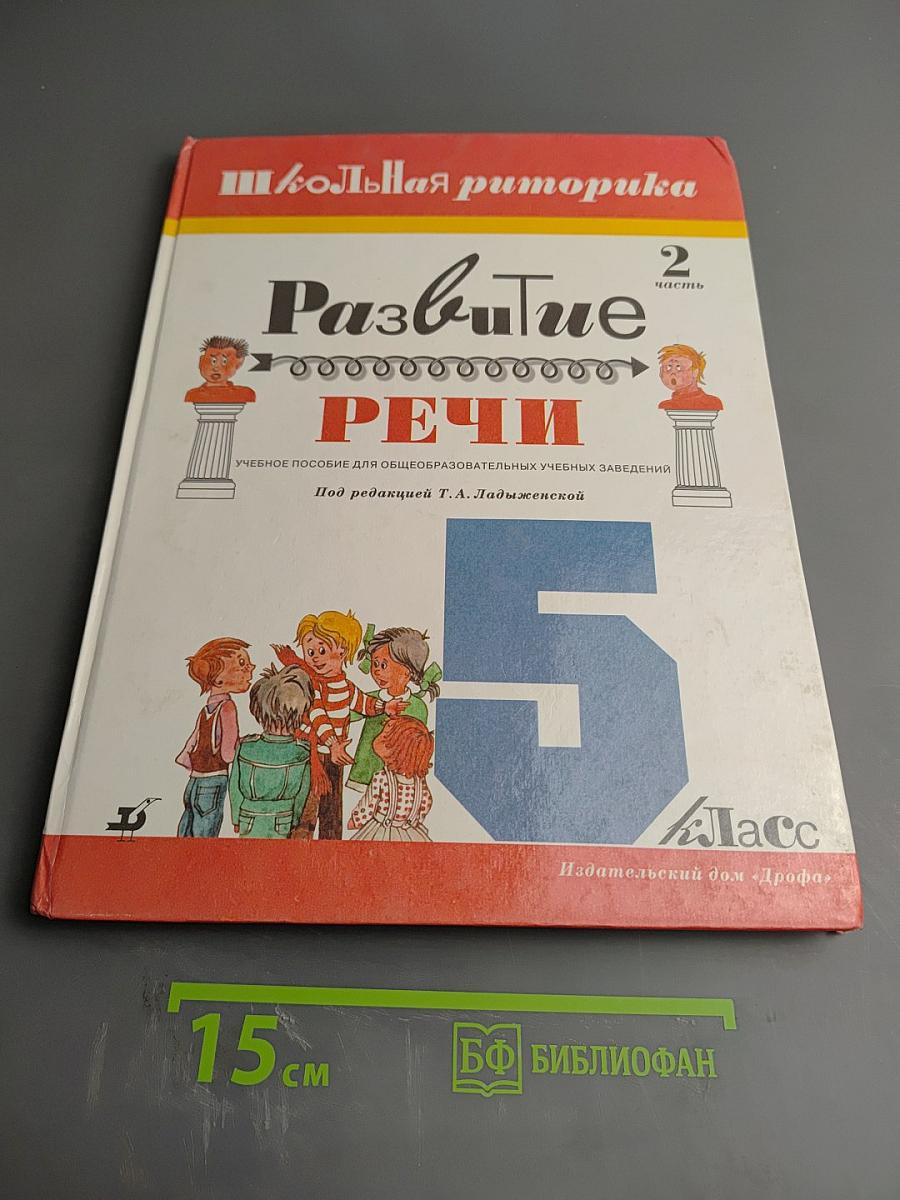 Школьная риторика
2
часть
Развитие
РЕЧИ
УЧЕБНОЕ ПОСОБИЕ ДЛЯ ОБЩЕОБРАЗОВАТЕЛЬНЫХ УЧЕБНЫХ ЗАВЕДЕНИЙ
Под редакцией Т. А. Ладыженской
5
класс
Издательский дом «Дрофа»
15 см
БФ БИБЛИОФАН